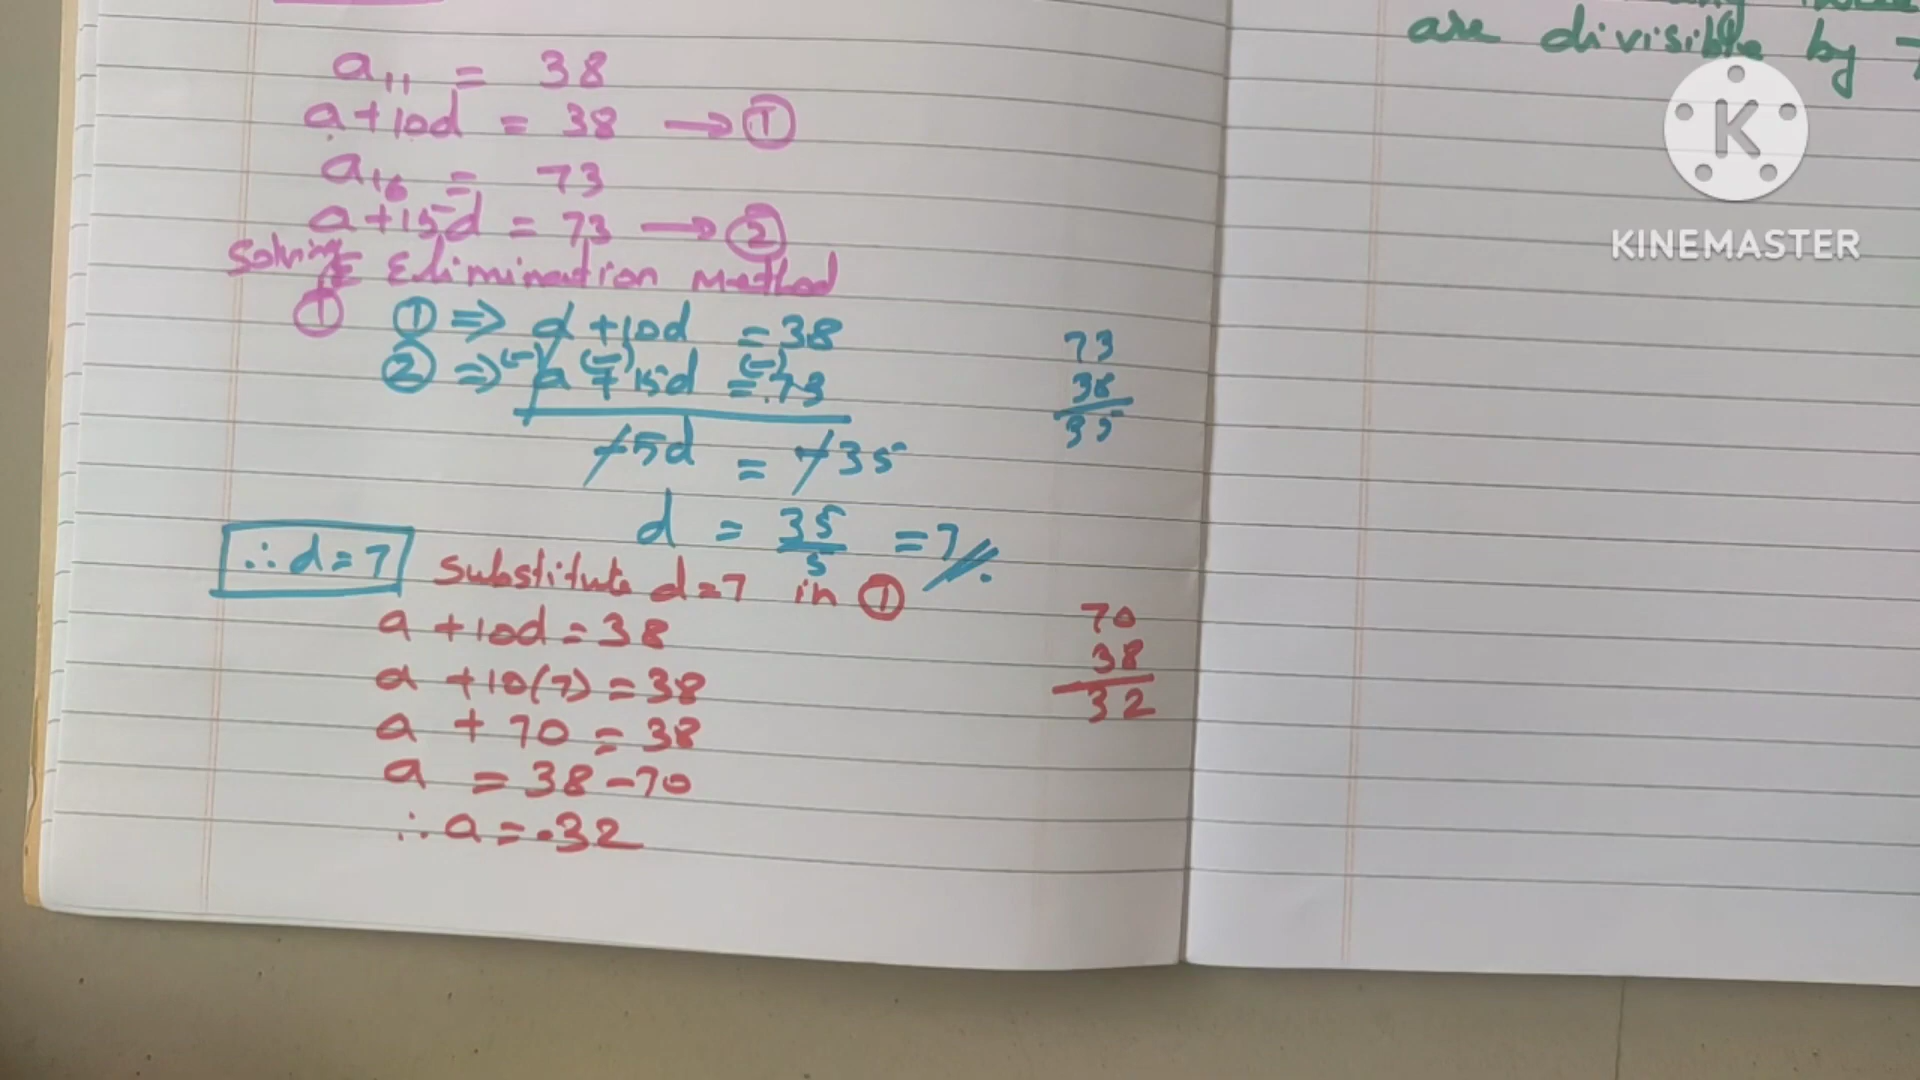 a₁₁ = 38
a+10d = 38 → ①
a₁₆ = 73
a+15d = 73 → ②
Solving
Elimination Method
①
① ⇒ a +10d = 38
② ⇒ (-) a (-) + 15d (-) = 73
-5d = -35
d = 35/5 = 7//.
∴ d = 7
Substitute d=7 in ①
a +10d = 38
a +10(7) = 38
a + 70 = 38
a = 38 -70
∴ a = -32
73
38
35
70
38
32
are divisible by 7
K
KINEMASTER